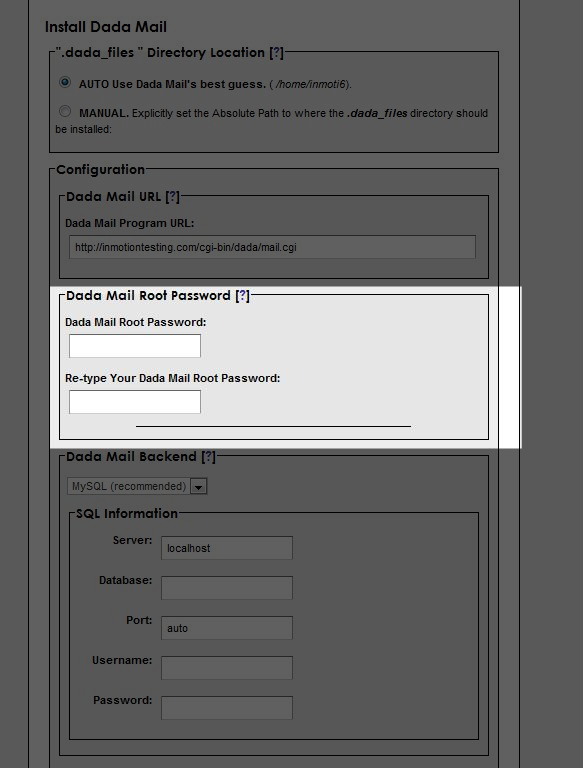 Install Dada Mail
".dada_files " Directory Location [?]
AUTO Use Dada Mail's best guess. ( /home/inmoti6).
MANUAL. Explicitly set the Absolute Path to where the .dada_files directory should
be installed:
Configuration
Dada Mail URL [?]
Dada Mail Program URL:
http://inmotiontesting.com/cgi-bin/dada/mail.cgi
Dada Mail Root Password [?]
Dada Mail Root Password:
Re-type Your Dada Mail Root Password:
Dada Mail Backend [?]
MySQL (recommended)
SQL Information
Server: localhost
Database:
Port: auto
Username:
Password: